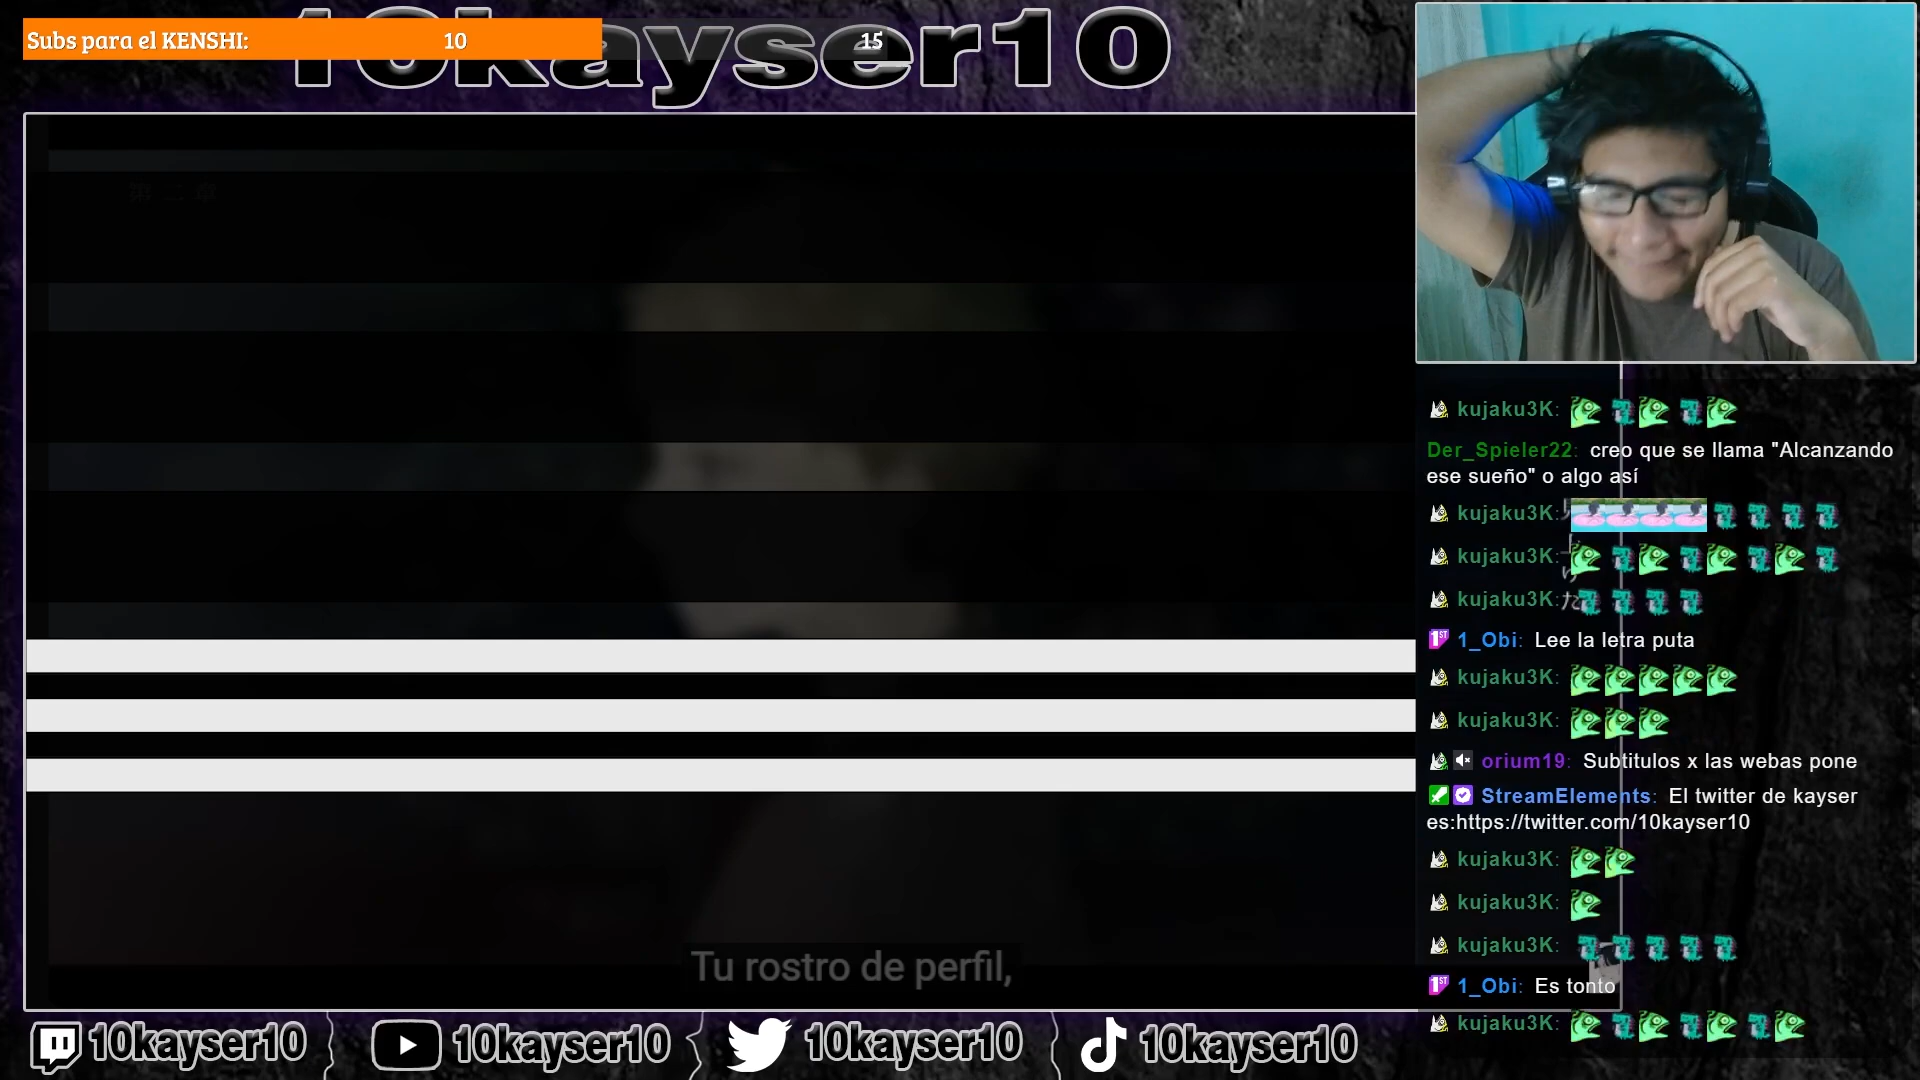 10kayser10
Subs para el KENSHI: 10 15
第二章
Tu rostro de perfil,
kujaku3K:
Der_Spieler22: creo que se llama "Alcanzando
ese sueño" o algo así
kujaku3K:
kujaku3K:
kujaku3K:
1_Obi: Lee la letra puta
kujaku3K:
kujaku3K:
orium19: Subtitulos x las webas pone
StreamElements: El twitter de kayser
es:https://twitter.com/10kayser10
kujaku3K:
kujaku3K:
kujaku3K:
1_Obi: Es tonto
kujaku3K:
10kayser10 10kayser10 10kayser10 10kayser10